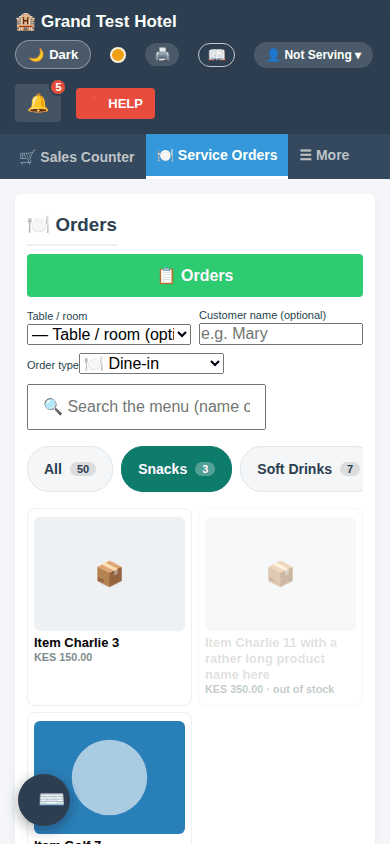 🏨 Grand Test Hotel
🌙 Dark
👤 Not Serving ▾
5
HELP
🛒 Sales Counter
🍽️ Service Orders
☰ More
🍽️ Orders
📋 Orders
Table / room
Customer name (optional)
— Table / room (opti
e.g. Mary
Order type
🍽️ Dine-in
🔍 Search the menu (name o
All 50
Snacks 3
Soft Drinks 7
Item Charlie 3
KES 150.00
Item Charlie 11 with a
rather long product
name here
KES 350.00 · out of stock
Item Golf 7